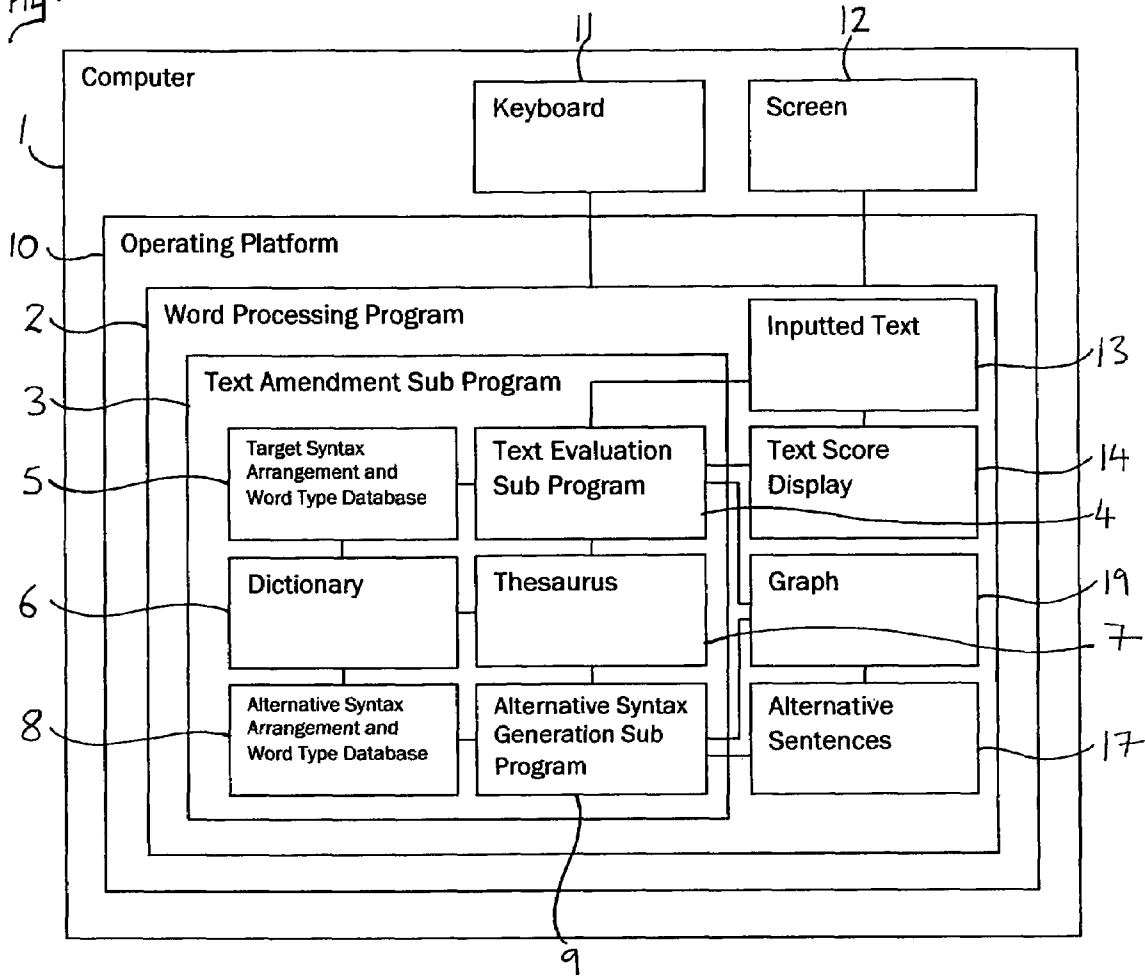 Fig.
11
12
Computer
Keyboard
Screen
1
10
Operating Platform
2
Word Processing Program
Inputted Text
13
3
Text Amendment Sub Program
Target Syntax
Arrangement and
Word Type Database
5
Text Evaluation
Sub Program
Text Score
Display
14
4
6
Dictionary
Thesaurus
Graph
19
7
8
Alternative Syntax
Arrangement and
Word Type Database
Alternative Syntax
Generation Sub
Program
Alternative
Sentences
17
9